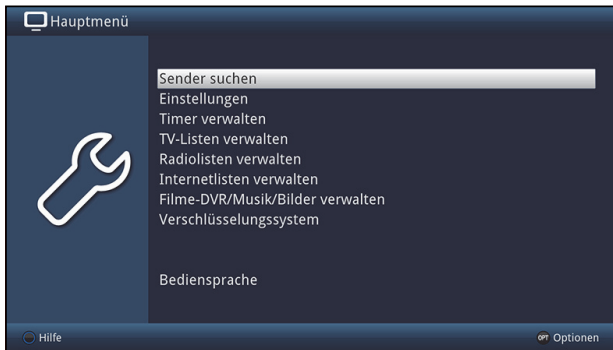 Hauptmenü
Sender suchen
Einstellungen
Timer verwalten
TV-Listen verwalten
Radiolisten verwalten
Internetlisten verwalten
Filme-DVR/Musik/Bilder verwalten
Verschlüsselungssystem
Bediensprache
Hilfe
OPT Optionen